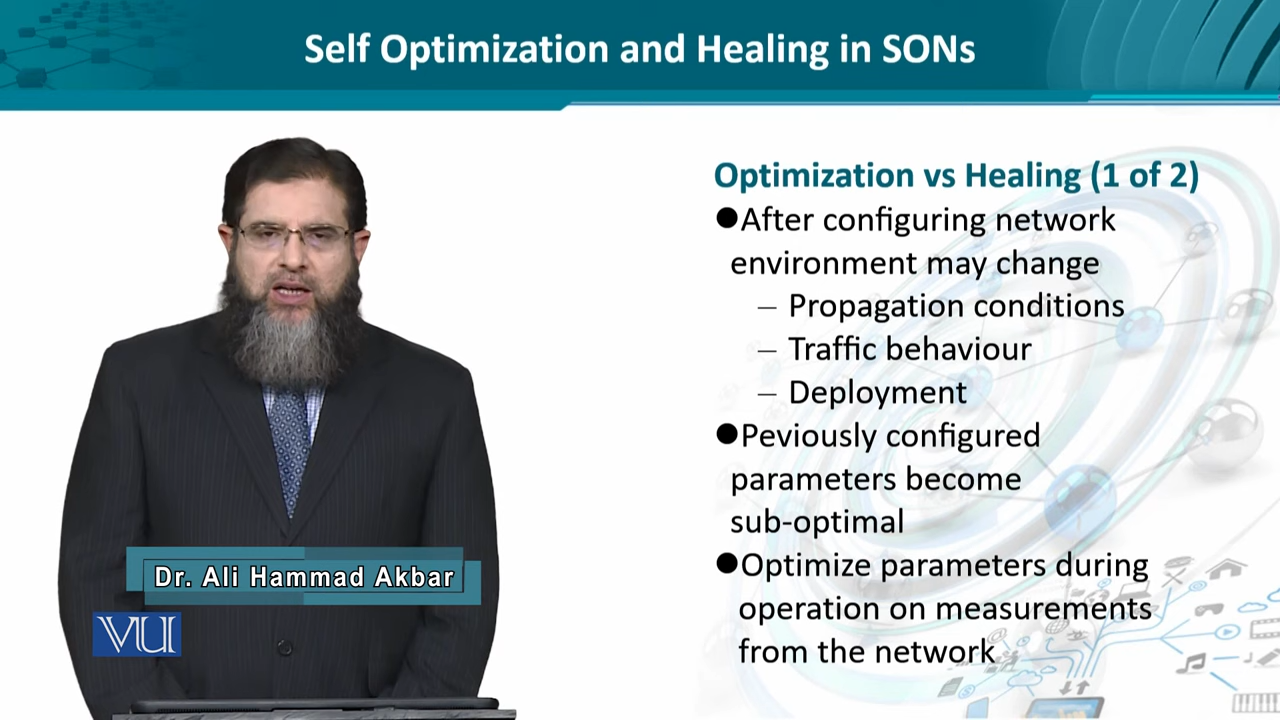 Self Optimization and Healing in SONs
Optimization vs Healing (1 of 2)
●After configuring network
environment may change
– Propagation conditions
– Traffic behaviour
– Deployment
●Peviously configured
parameters become
sub-optimal
●Optimize parameters during
operation on measurements
from the network
Dr. Ali Hammad Akbar
VU